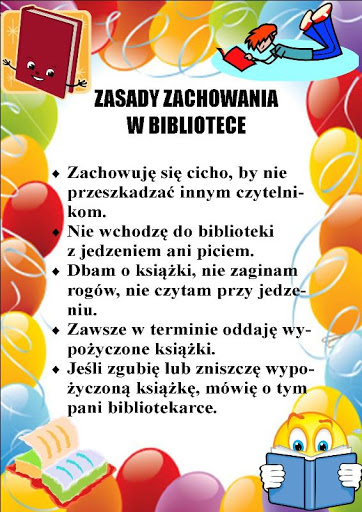 ZASADY ZACHOWANIA
W BIBLIOTECE
♦ Zachowuję się cicho, by nie
przeszkadzać innym czytelni-
kom.
♦ Nie wchodzę do biblioteki
z jedzeniem ani piciem.
♦ Dbam o książki, nie zaginam
rogów, nie czytam przy jedze-
niu.
♦ Zawsze w terminie oddaję wy-
pożyczone książki.
♦ Jeśli zgubię lub zniszczę wypo-
życzoną książkę, mówię o tym
pani bibliotekarce.